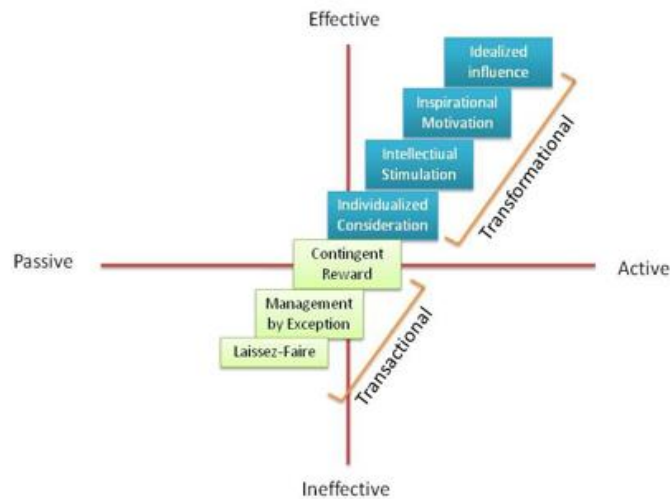 Effective
Idealized
influence
Inspirational
Motivation
Intellectiual
Stimulation
Individualized
Consideration
Transformational
Contingent
Reward
Passive
Active
Management
by Exception
Laissez-Faire
Transactional
Ineffective